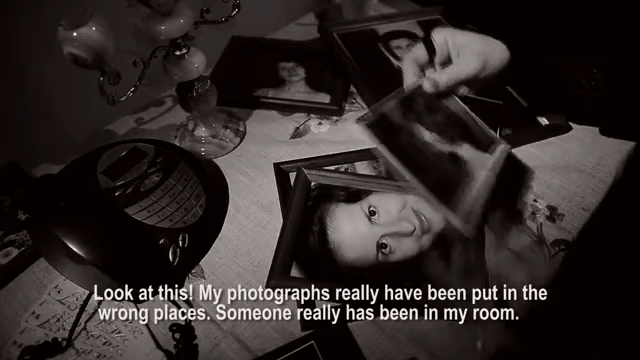 Look at this! My photographs really have been put in the
wrong places. Someone really has been in my room.